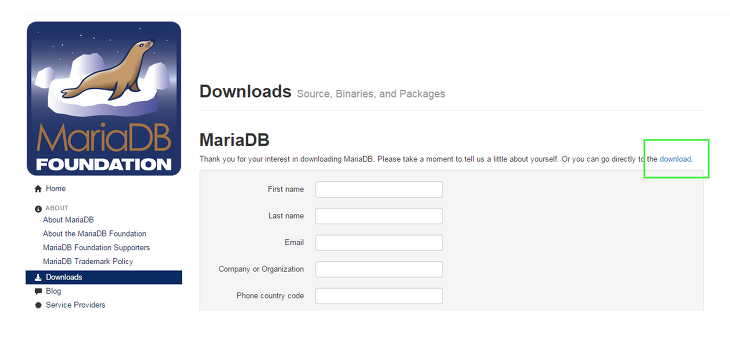 MariaDB
FOUNDATION
Home
ABOUT
About MariaDB
About the MariaDB Foundation
MariaDB Foundation Supporters
MariaDB Trademark Policy
Downloads
Blog
Service Providers
Downloads Source, Binaries, and Packages
MariaDB
Thank you for your interest in downloading MariaDB. Please take a moment to tell us a little about yourself. Or you can go directly to the download.
First name
Last name
Email
Company or Organization
Phone country code